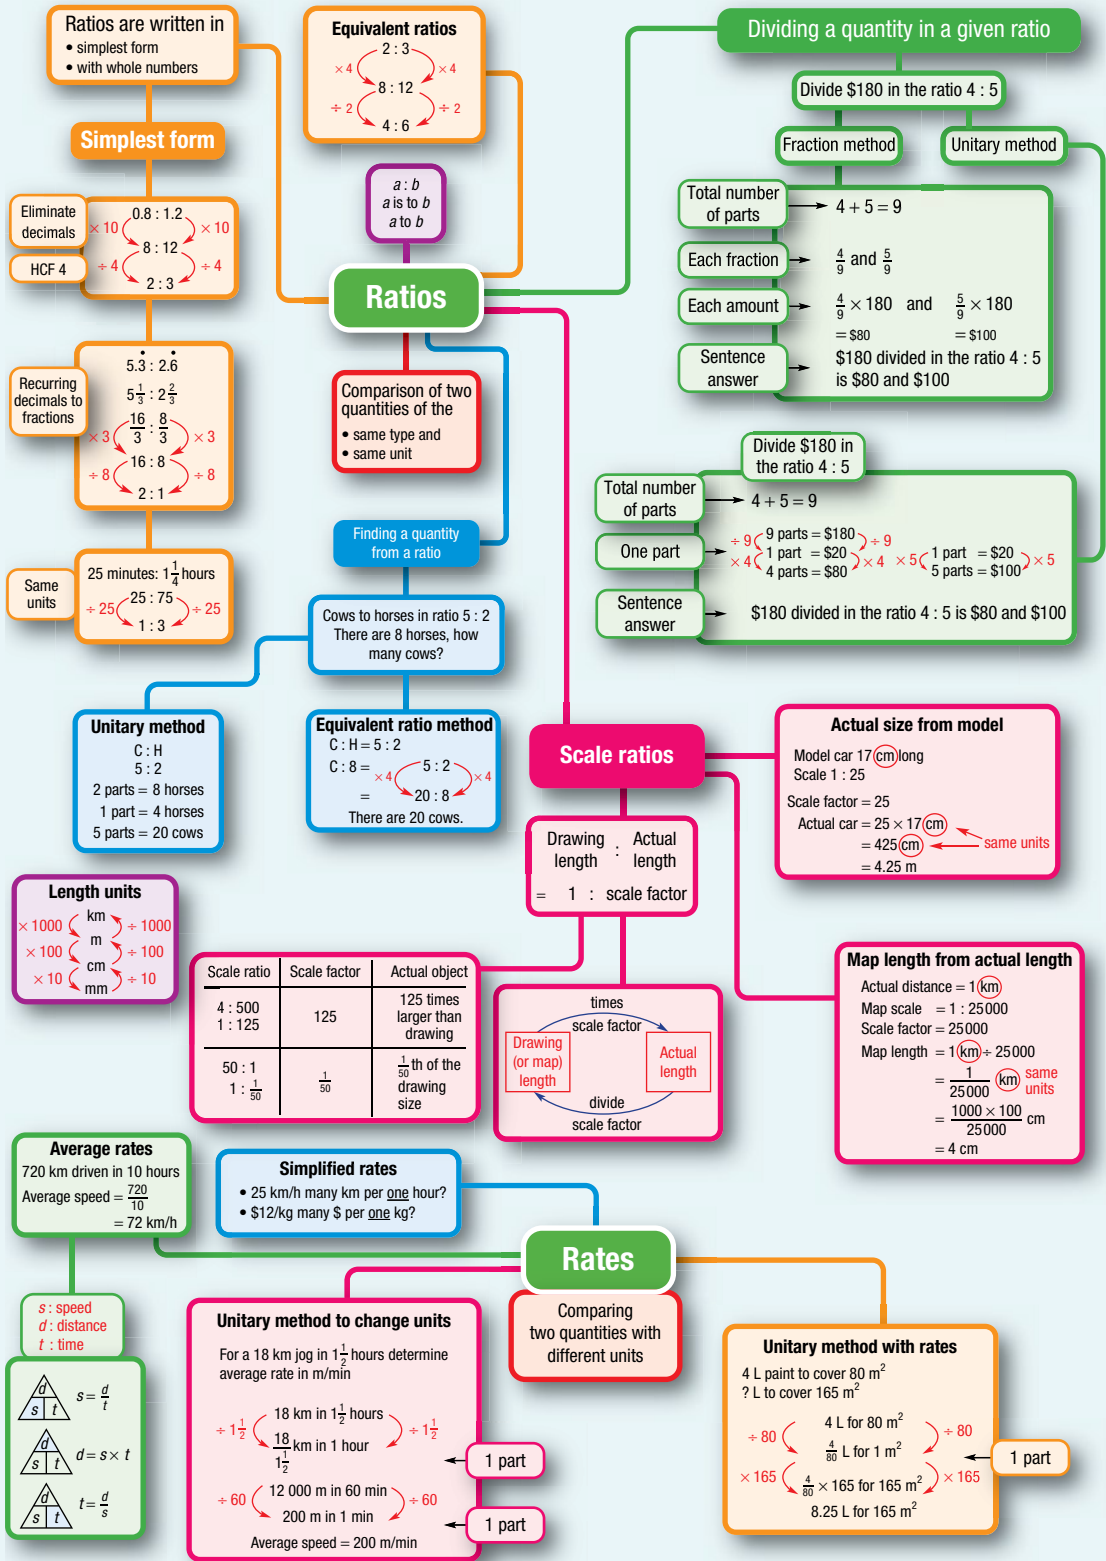 Ratios are written in
• simplest form
• with whole numbers
Simplest form
Eliminate
decimals
HCF 4
0.8 : 1.2
× 10 × 10
8 : 12
÷ 4 ÷ 4
2 : 3
Recurring
decimals to
fractions
5.3̇ : 2.6̇
5 1/3 : 2 2/3
16/3 : 8/3
× 3 × 3
16 : 8
÷ 8 ÷ 8
2 : 1
Same
units
25 minutes: 1 1/4 hours
25 : 75
÷ 25 ÷ 25
1 : 3
Equivalent ratios
2 : 3
× 4 × 4
8 : 12
÷ 2 ÷ 2
4 : 6
a : b
a is to b
a to b
Ratios
Comparison of two
quantities of the
• same type and
• same unit
Dividing a quantity in a given ratio
Divide $180 in the ratio 4 : 5
Fraction method
Unitary method
Total number
of parts
4 + 5 = 9
Each fraction
4/9 and 5/9
Each amount
4/9 × 180 and 5/9 × 180
= $80 = $100
Sentence
answer
$180 divided in the ratio 4 : 5
is $80 and $100
Divide $180 in
the ratio 4 : 5
Total number
of parts
4 + 5 = 9
One part
÷ 9 9 parts = $180 ÷ 9
× 4 1 part = $20 × 4 × 5 1 part = $20 × 5
4 parts = $80 5 parts = $100
Sentence
answer
$180 divided in the ratio 4 : 5 is $80 and $100
Finding a quantity
from a ratio
Cows to horses in ratio 5 : 2
There are 8 horses, how
many cows?
Unitary method
C : H
5 : 2
2 parts = 8 horses
1 part = 4 horses
5 parts = 20 cows
Equivalent ratio method
C : H = 5 : 2
C : 8 = 5 : 2
× 4 × 4
= 20 : 8
There are 20 cows.
Scale ratios
Drawing length : Actual length
= 1 : scale factor
Actual size from model
Model car 17 cm long
Scale 1 : 25
Scale factor = 25
Actual car = 25 × 17 cm
= 425 cm same units
= 4.25 m
Length units
km
× 1000 ÷ 1000
m
× 100 ÷ 100
cm
× 10 ÷ 10
mm
Scale ratio Scale factor Actual object
4 : 500
1 : 125
125
125 times
larger than
drawing
50 : 1
1 : 1/50
1/50
1/50 th of the
drawing
size
times
scale factor
Drawing
(or map)
length
Actual
length
divide
scale factor
Map length from actual length
Actual distance = 1 km
Map scale = 1 : 25 000
Scale factor = 25 000
Map length = 1 km ÷ 25 000
= 1/25 000 km same units
= 1000 × 100/25 000 cm
= 4 cm
Average rates
720 km driven in 10 hours
Average speed = 720/10
= 72 km/h
Simplified rates
• 25 km/h many km per one hour?
• $12/kg many $ per one kg?
Rates
Comparing
two quantities with
different units
s : speed
d : distance
t : time
d
s t
s = d/t
d
s t
d = s × t
d
s t
t = d/s
Unitary method to change units
For a 18 km jog in 1 1/2 hours determine
average rate in m/min
18 km in 1 1/2 hours
÷ 1 1/2 ÷ 1 1/2
18/1 1/2 km in 1 hour
1 part
12 000 m in 60 min
÷ 60 ÷ 60
200 m in 1 min
1 part
Average speed = 200 m/min
Unitary method with rates
4 L paint to cover 80 m²
? L to cover 165 m²
4 L for 80 m²
÷ 80 ÷ 80
4/80 L for 1 m²
1 part
× 165 × 165
4/80 × 165 for 165 m²
8.25 L for 165 m²